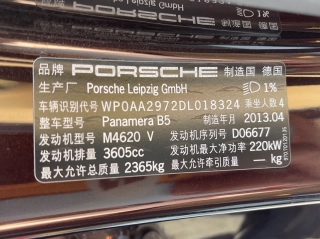 品牌 PORSCHE 制造国 德国
生产厂 Porsche Leipzig GmbH 1%
车辆识别代号 WP0AA2972DL018324 乘坐人数 4
整车型号 Panamera B5 制造年月 2013.04
发动机型号 M4620 V 发动机序列号 D06677
发动机排量 3605cc 发动机最大净功率 220kW
最大允许总质量 2365kg 最大允许牵引质量 — kg